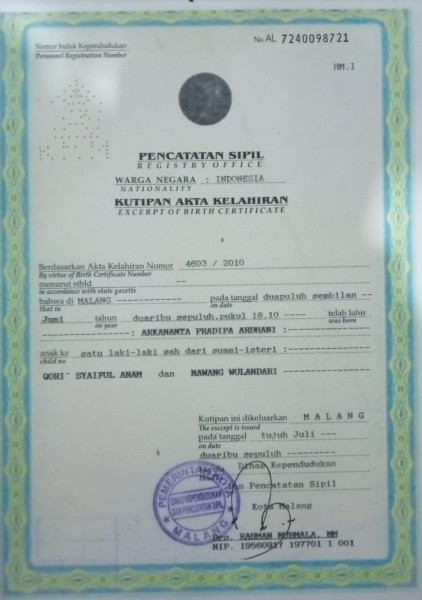 Nomor Induk Kependudukan
Personnel Registration Number
No. AL 7240098721
HM.1
PENCATATAN SIPIL
REGISTRY OFFICE
WARGA NEGARA : INDONESIA
NATIONALITY
KUTIPAN AKTA KELAHIRAN
EXCERPT OF BIRTH CERTIFICATE
Berdasarkan Akta Kelahiran Nomor 4603 / 2010
By virtue of Birth Certificate Number
menurut stbld --
in accordance with state gazette
bahwa di MALANG ------------- pada tanggal duapuluh sembilan --
that in on date
Juni tahun duaribu sepuluh,pukul 16.10 ---- telah lahir
on year was born
-----------------: ARKANANTA PRADIPA ARDHANI :------------
anak ke satu laki-laki sah dari suami-isteri :------------
child no
QORI' SYAIFUL ANAM dan NAWANG WULANDARI ------------
Kutipan ini dikeluarkan MALANG
The excerpt is issued
pada tanggal tujuh Juli ---
on date
duaribu sepuluh --------
Dinas Kependudukan
dan Pencatatan Sipil
Kota Malang
PEMERINTAH KOTA
DINAS KEPENDUDUKAN
DAN PENCATATAN SIPIL
MALANG
Drs. RAHMAN NURMALA, MM
NIP. 19560917 197701 1 001